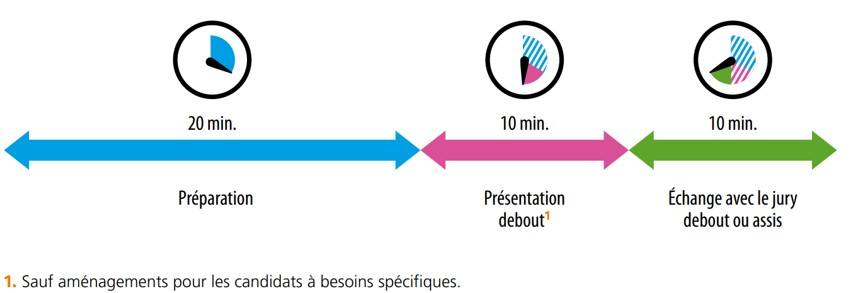 20 min.
10 min.
10 min.
Préparation
Présentation
debout1
Échange avec le jury
debout ou assis
1. Sauf aménagements pour les candidats à besoins spécifiques.